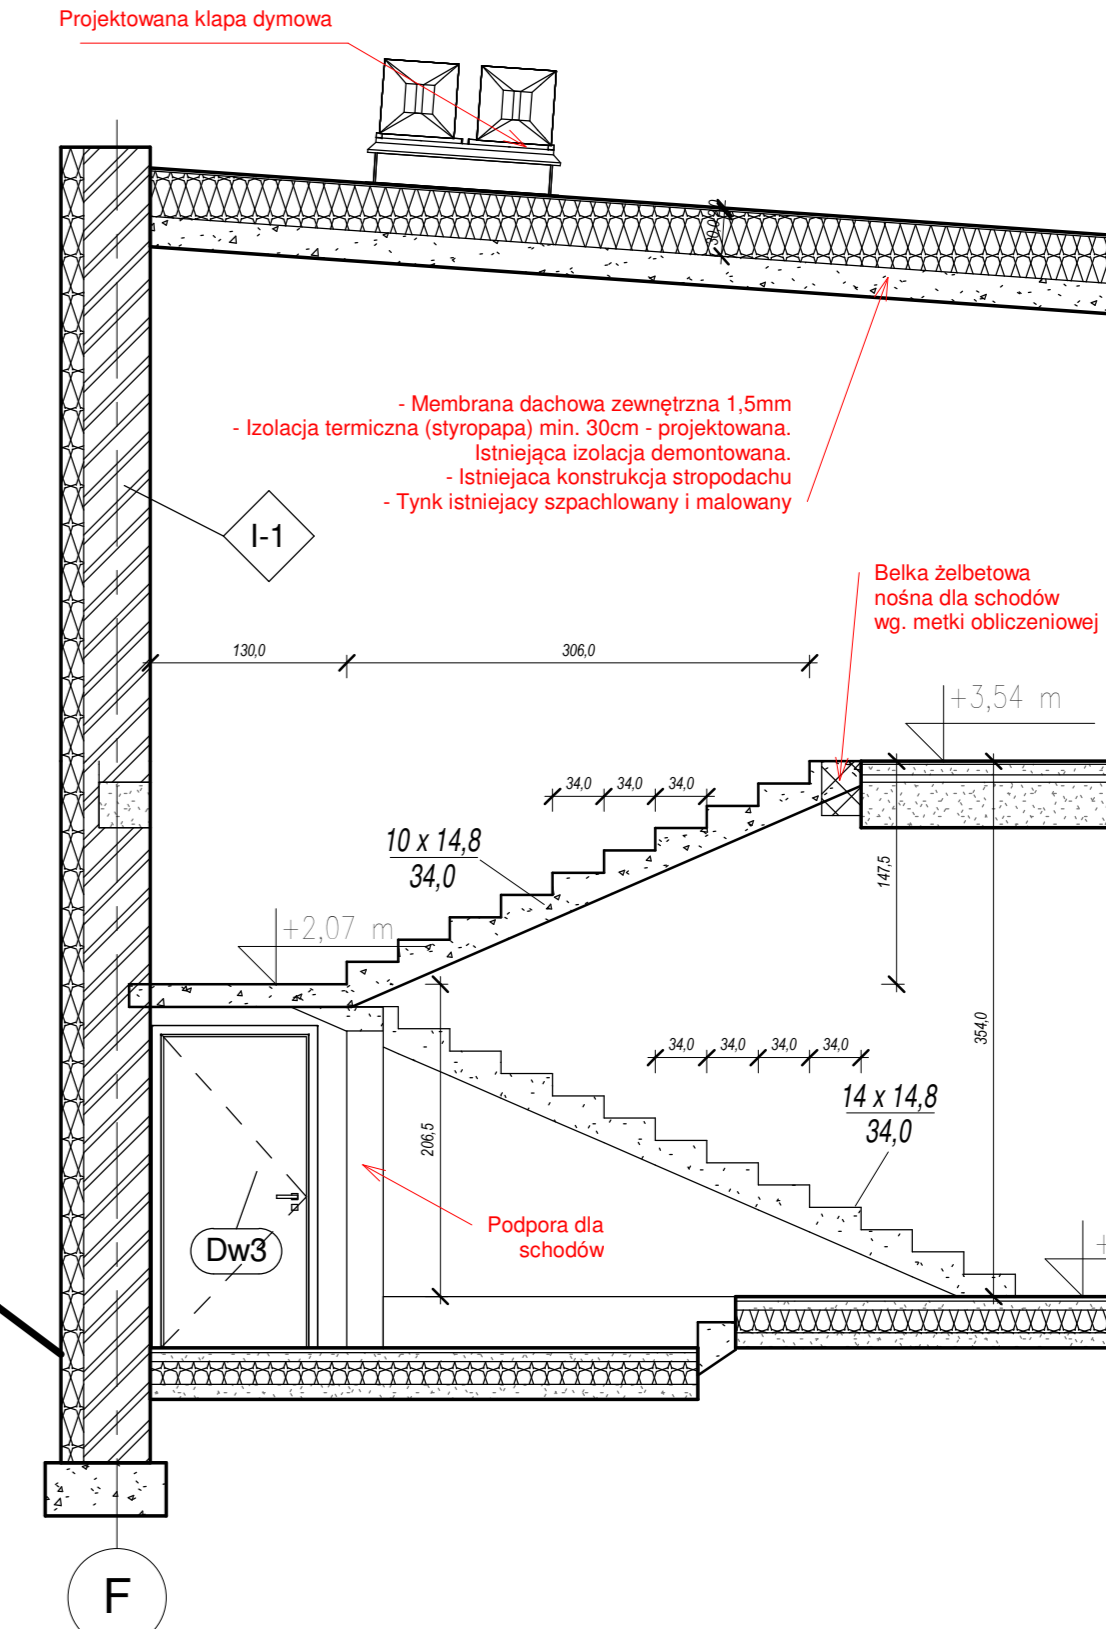 Projektowana klapa dymowa
30,0
- Membrana dachowa zewnętrzna 1,5mm
- Izolacja termiczna (styropapa) min. 30cm - projektowana.
Istniejąca izolacja demontowana.
- Istniejaca konstrukcja stropodachu
- Tynk istniejacy szpachlowany i malowany
I-1
Belka żelbetowa
nośna dla schodów
wg. metki obliczeniowej
130,0
306,0
+3,54 m
34,0
34,0
34,0
10 x 14,8
34,0
147,5
+2,07 m
354,0
34,0
34,0
34,0
34,0
14 x 14,8
34,0
206,5
Podpora dla
schodów
Dw3
+
F